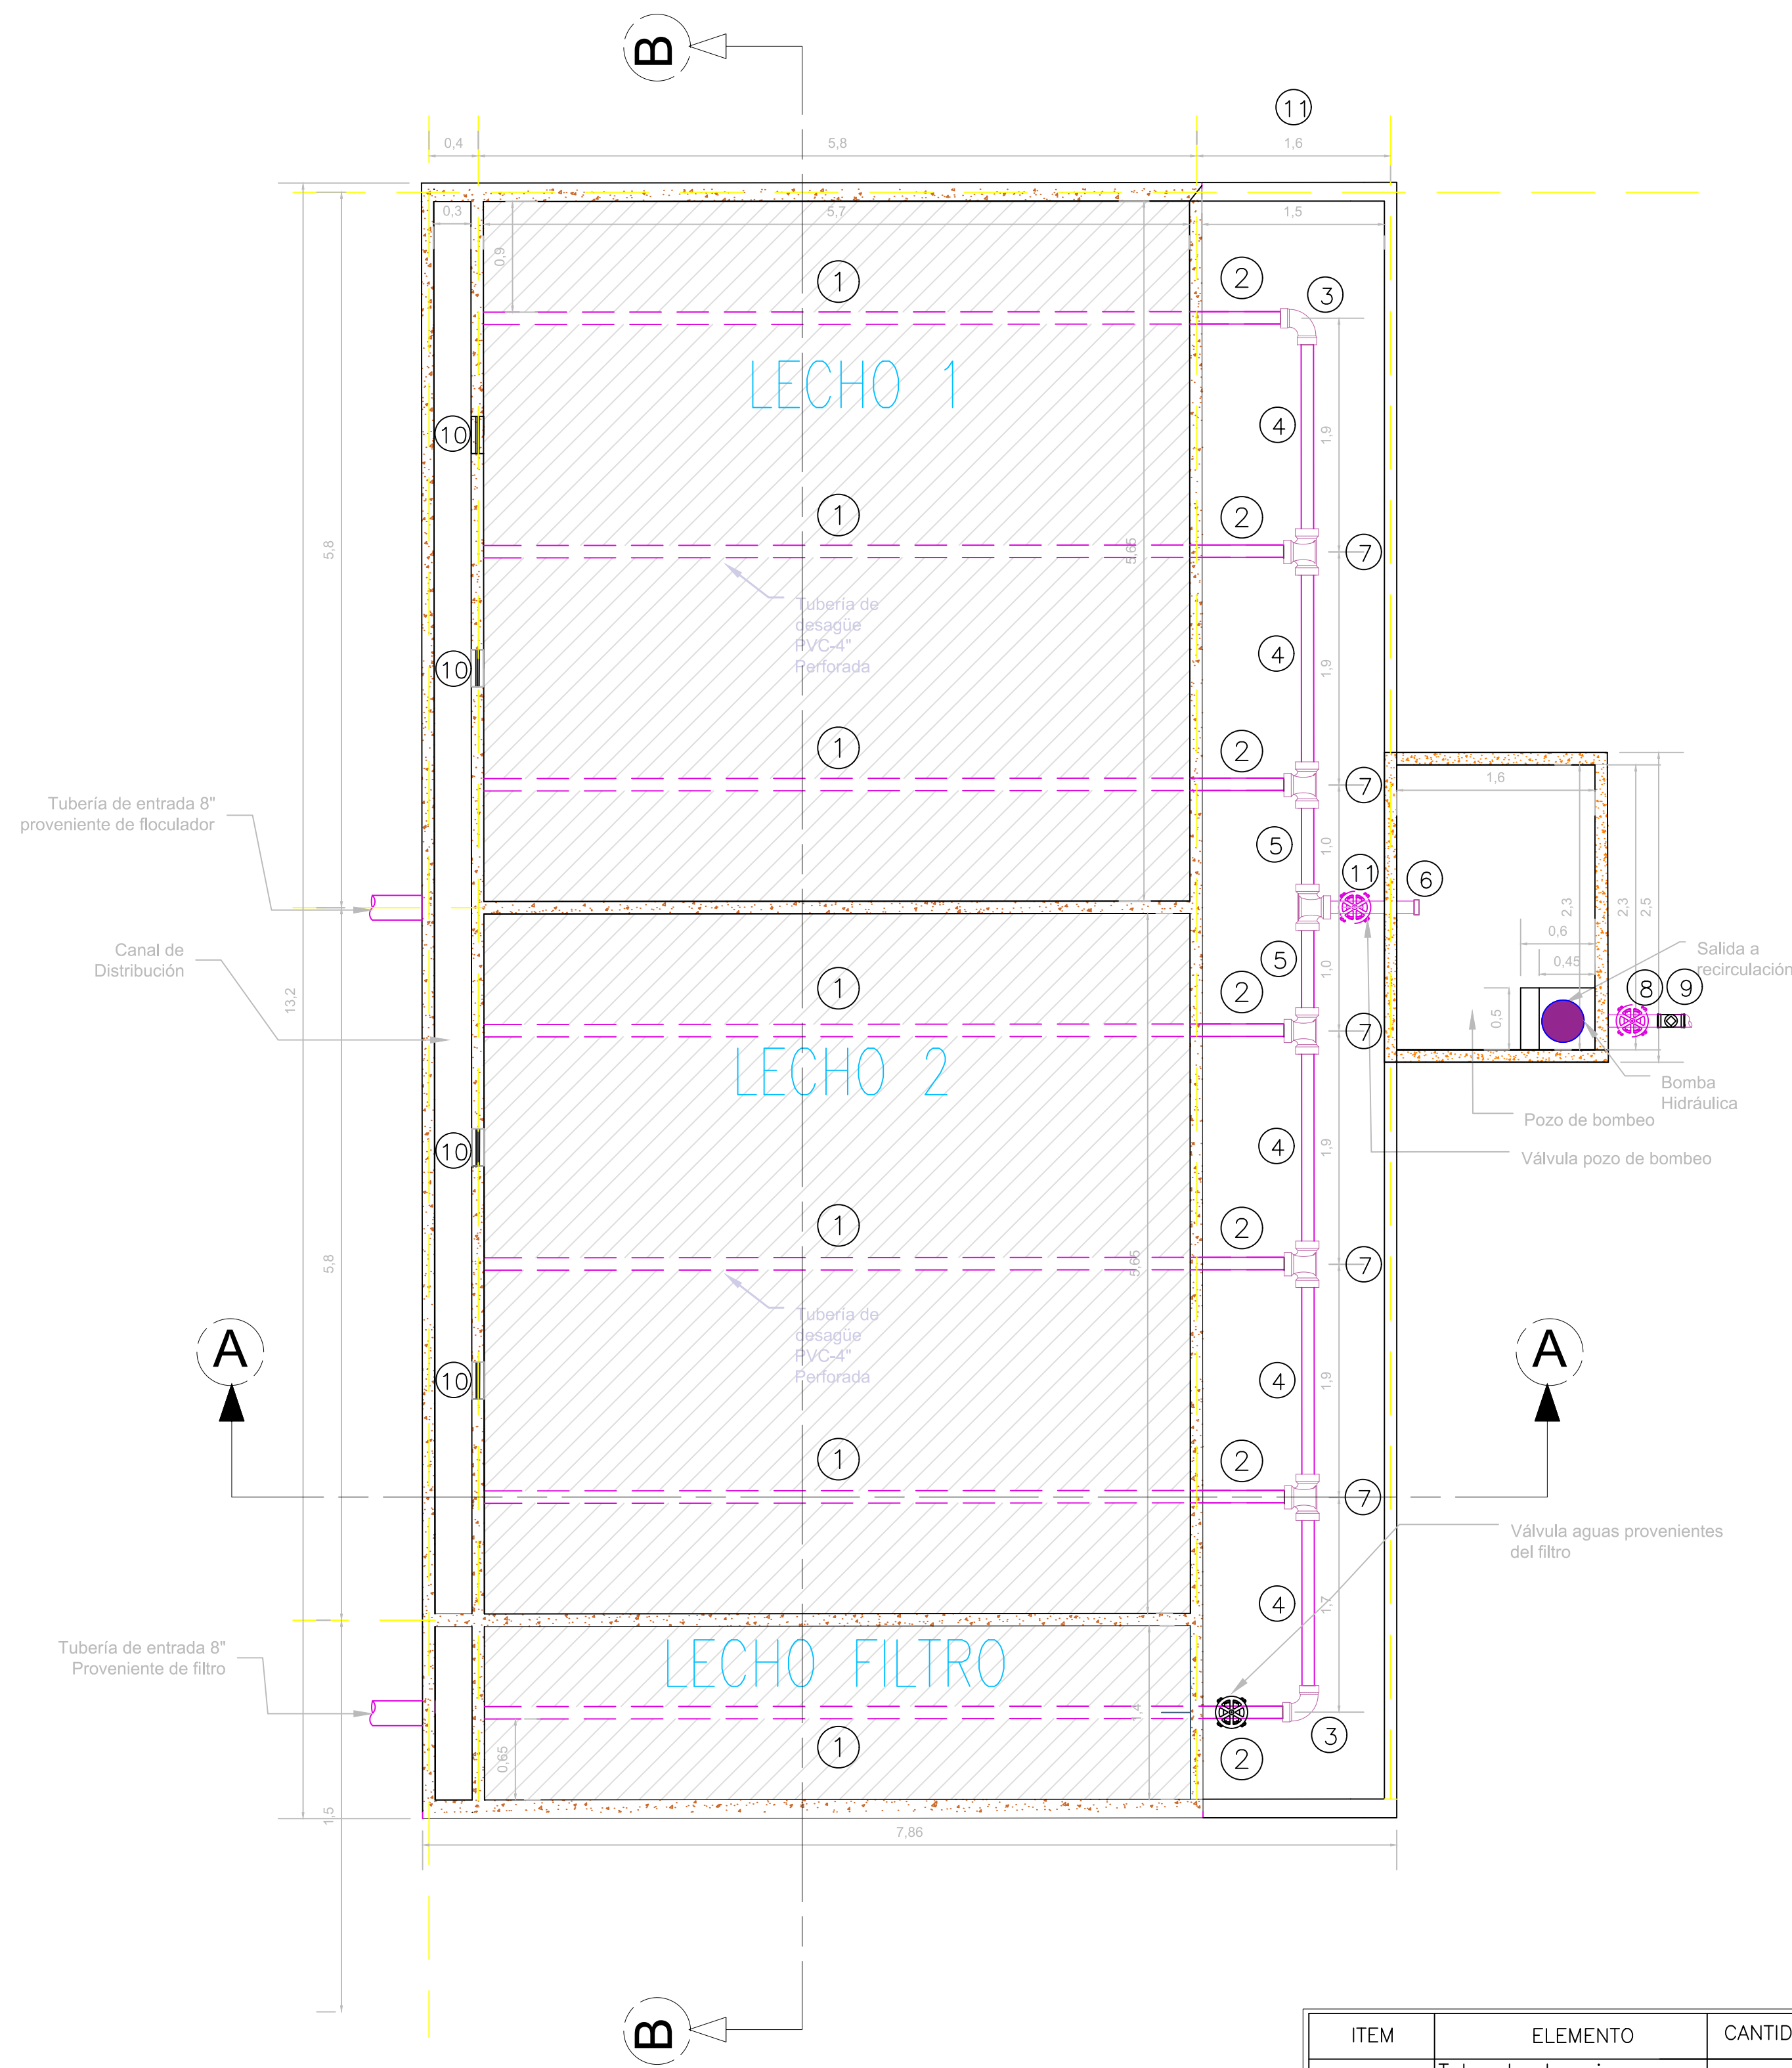 B
11
0,4
5,8
1,6
0,3
5,7
1,5
0,9
1
2
3
LECHO 1
10
4
1,9
5,8
1
2
5,65
7
Tubería de
desagüe
PVC-4"
Perforada
10
4
1,9
1
2
7
1,6
Tubería de entrada 8"
proveniente de floculador
5
1,0
11
6
2,3
2,3
2,5
0,6
0,45
Salida a
recirculación
Canal de
Distribución
13,2
5
1,0
1
2
8
9
0,5
7
LECHO 2
Bomba
Hidráulica
Pozo de bombeo
10
4
1,9
Válvula pozo de bombeo
1
2
5,8
5,65
7
Tubería de
desagüe
PVC-4"
Perforada
A
A
10
4
1,9
1
2
7
Válvula aguas provenientes
del filtro
4
1,7
Tubería de entrada 8"
Proveniente de filtro
LECHO FILTRO
1,4
0,65
1
2
3
1,5
7,86
B
ITEM
ELEMENTO
CANTID